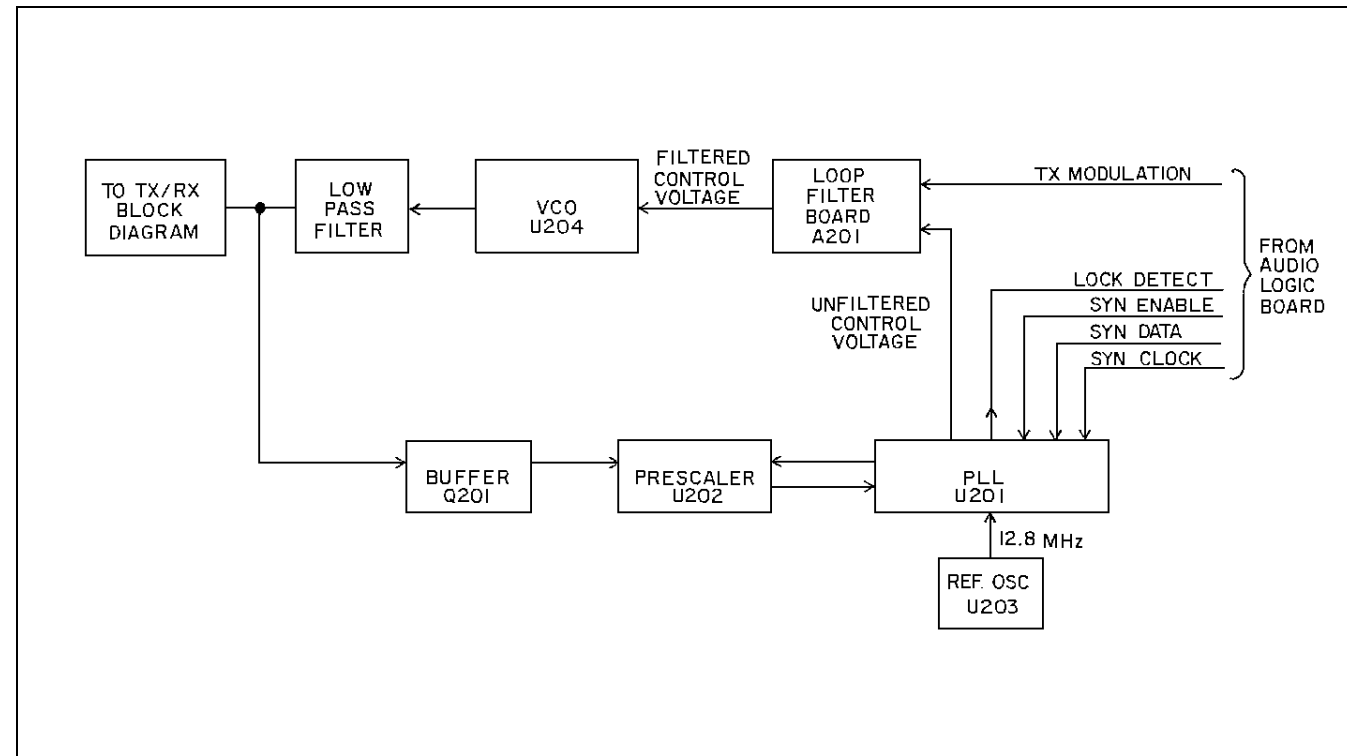 TO TX/RX
BLOCK
DIAGRAM
LOW
PASS
FILTER
VCO
U204
FILTERED
CONTROL
VOLTAGE
LOOP
FILTER
BOARD
A201
TX MODULATION
LOCK DETECT
SYN ENABLE
SYN DATA
SYN CLOCK
FROM
AUDIO
LOGIC
BOARD
UNFILTERED
CONTROL
VOLTAGE
BUFFER
Q201
PRESCALER
U202
PLL
U201
12.8 MHz
REF. OSC
U203